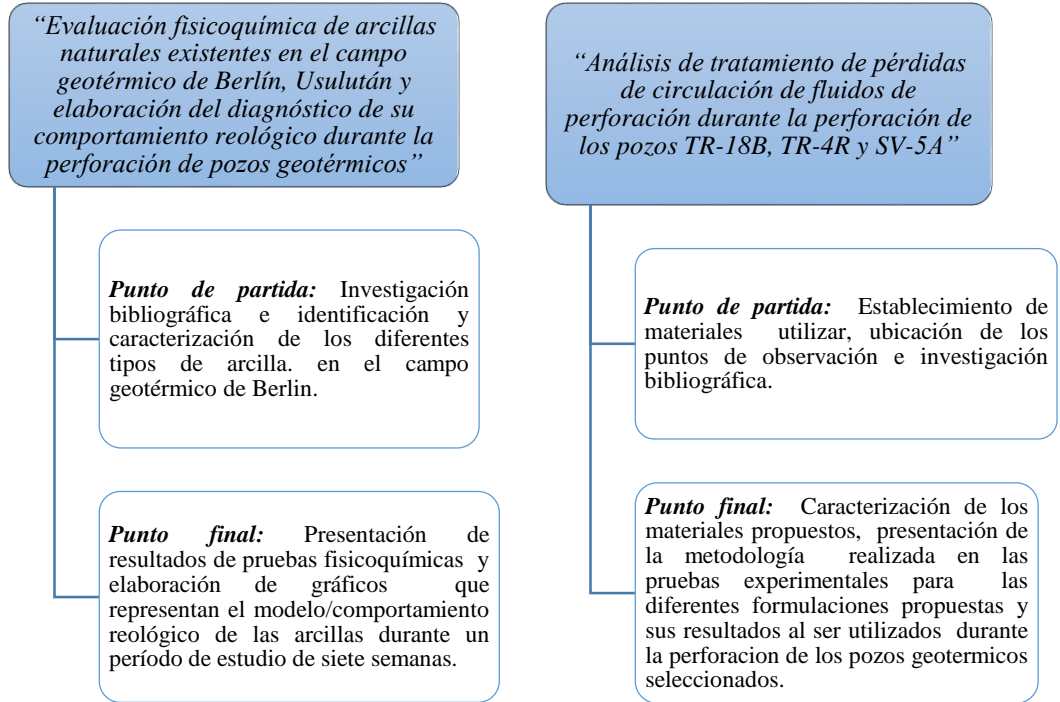 “Evaluación fisicoquímica de arcillas
naturales existentes en el campo
geotérmico de Berlín, Usulután y
elaboración del diagnóstico de su
comportamiento reológico durante la
perforación de pozos geotérmicos”
Punto de partida: Investigación
bibliográfica e identificación y
caracterización de los diferentes
tipos de arcilla. en el campo
geotérmico de Berlin.
Punto final: Presentación de
resultados de pruebas fisicoquímicas y
elaboración de gráficos que
representan el modelo/comportamiento
reológico de las arcillas durante un
período de estudio de siete semanas.
“Análisis de tratamiento de pérdidas
de circulación de fluidos de
perforación durante la perforación de
los pozos TR-18B, TR-4R y SV-5A”
Punto de partida: Establecimiento de
materiales utilizar, ubicación de los
puntos de observación e investigación
bibliográfica.
Punto final: Caracterización de los
materiales propuestos, presentación de
la metodología realizada en las
pruebas experimentales para las
diferentes formulaciones propuestas y
sus resultados al ser utilizados durante
la perforacion de los pozos geotermicos
seleccionados.